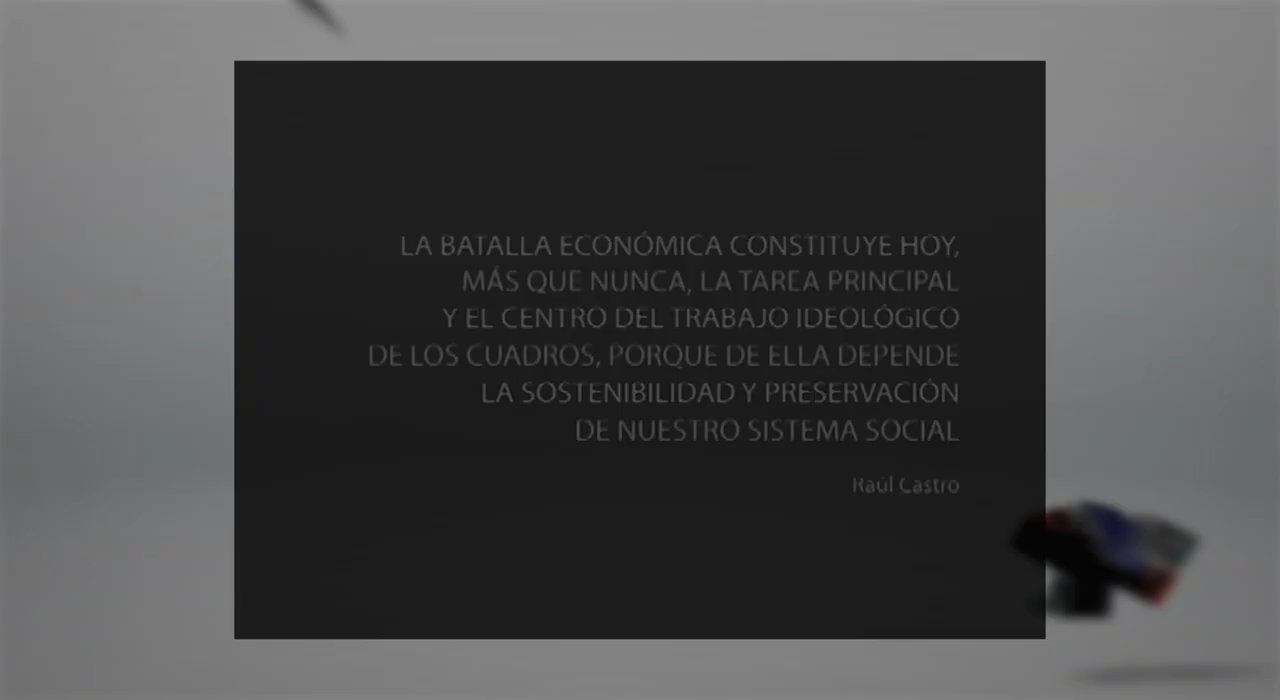 LA BATALLA ECONÓMICA CONSTITUYE HOY,
MÁS QUE NUNCA, LA TAREA PRINCIPAL
Y EL CENTRO DEL TRABAJO IDEOLÓGICO
DE LOS CUADROS, PORQUE DE ELLA DEPENDE
LA SOSTENIBILIDAD Y PRESERVACIÓN
DE NUESTRO SISTEMA SOCIAL
Raúl Castro